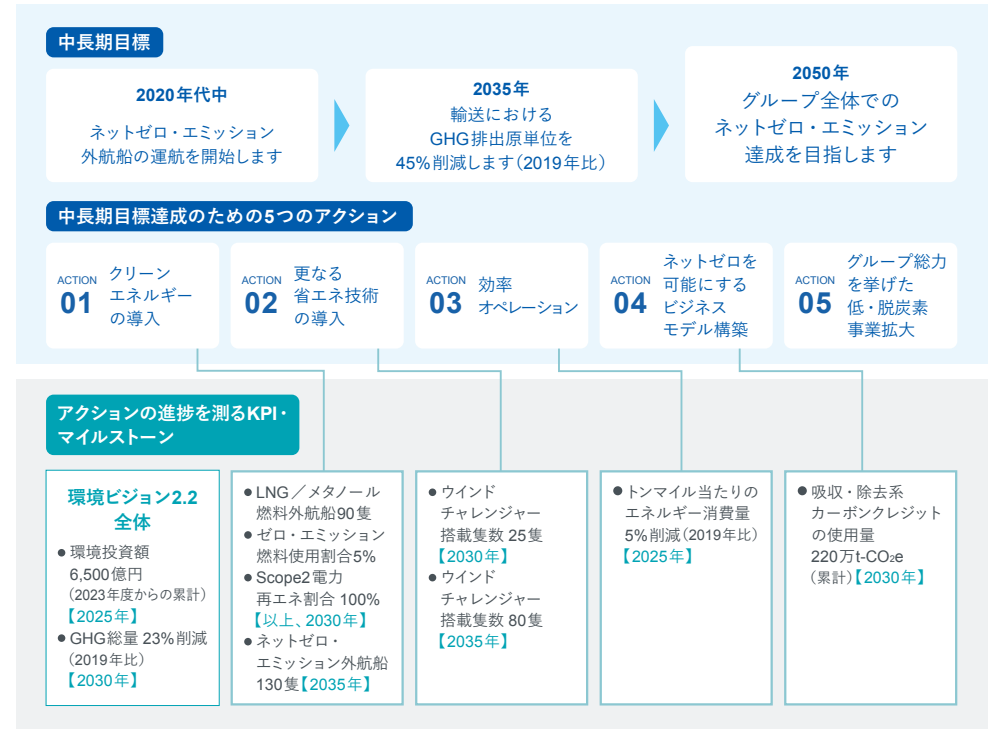 中長期目標
2020年代中
ネットゼロ・エミッション
外航船の運航を開始します
2035年
輸送における
GHG排出原単位を
45%削減します(2019年比)
2050年
グループ全体での
ネットゼロ・エミッション
達成を目指します
中長期目標達成のための5つのアクション
ACTION
01
クリーン
エネルギー
の導入
ACTION
02
更なる
省エネ技術
の導入
ACTION
03
効率
オペレーション
ACTION
04
ネットゼロを
可能にする
ビジネス
モデル構築
ACTION
05
グループ総力
を挙げた
低・脱炭素
事業拡大
アクションの進捗を測るKPI・
マイルストーン
環境ビジョン2.2
全体
● 環境投資額
6,500億円
(2023年度からの累計)
【2025年】
● GHG総量 23%削減
(2019年比)
【2030年】
● LNG/メタノール
燃料外航船90隻
● ゼロ・エミッション
燃料使用割合5%
● Scope2電力
再エネ割合 100%
【以上、2030年】
● ネットゼロ・
エミッション外航船
130隻【2035年】
● ウインド
チャレンジャー
搭載隻数 25隻
【2030年】
● ウインド
チャレンジャー
搭載隻数 80隻
【2035年】
● トンマイル当たりの
エネルギー消費量
5%削減(2019年比)
【2025年】
● 吸収・除去系
カーボンクレジット
の使用量
220万t-CO₂e
(累計)【2030年】